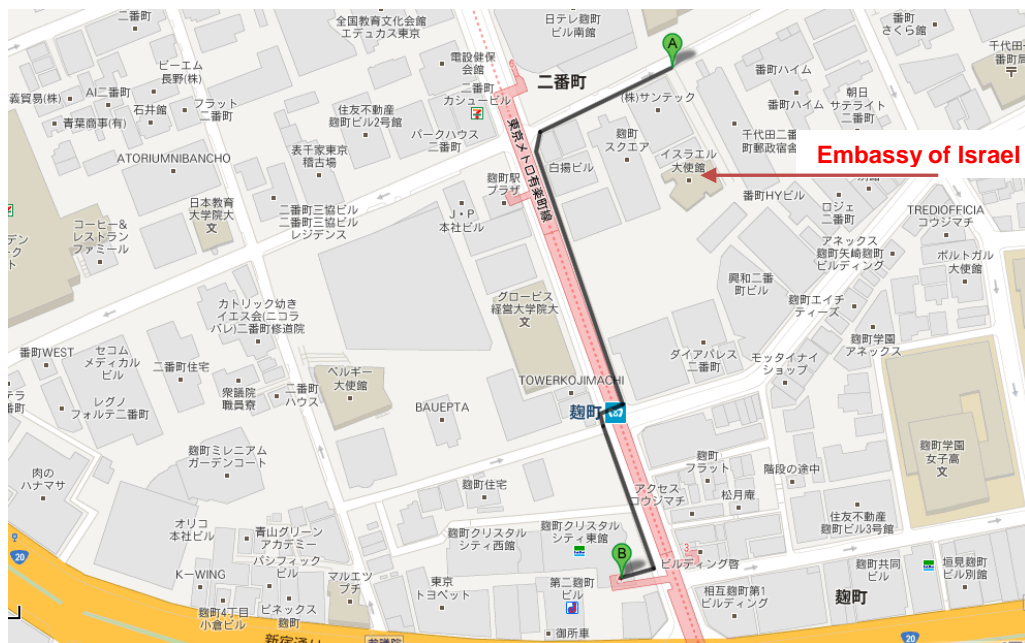 全国教育文化会館
エデュカス東京
日テレ麹町
ビル南館
番町
さくら館
千代田
番町局
A
電設健保
会館
二番町
カシュービル
二番町
番町ハイム
ビーエム
長野(株)
AI二番町
義貿易(株)
石井館
フラット
二番町
青葉商事(有)
住友不動産
麹町ビル2号館
パークハウス
二番町
(株)サンテック
番町ハイム
朝日
サテライト
二番町
千代田二番
町郵政宿舎
Embassy of Israel
ATORIUMNIBANCHO
表千家東京
稽古場
東京メトロ有楽町線
麹町
スクエア
白揚ビル
イスラエル
大使館
別館
番町HYビル
ロジェ
二番町
TREDIOFFICIA
コウジマチ
日本教育
大学院大
文
二番町三協ビル
二番町三協ビル
レジデンス
麹町駅
プラザ
J・P
本社ビル
コーヒー&
レストラン
ファミール
アネックス
麹町矢崎麹町
ビルディング
ポルトガル
大使館
興和二番
町ビル
グロービス
経営大学院大
文
麹町エイチ
ティーズ
カトリック幼き
イエス会(ニコラ
バレ)二番町修道院
麹町学園
アネックス
番町WEST
セコム
メディカル
ビル
二番町住宅
衆議院
職員寮
二番町
ハウス
ベルギー
大使館
ダイアパレス
二番町
モッタイナイ
ショップ
TOWERKOJIMACHI
BAUEPTA
麹町
レグノ
フォルテ二番町
麹町ミレニアム
ガーデンコート
麹町学園
女子高
文
肉の
ハナマサ
麹町
フラット
階段の途中
麹町住宅
アクセス
コウジマチ
松月庵
オリコ
本社ビル
青山グリーン
アカデミー
麹町クリスタル
シティ西館
麹町クリスタル
シティ東館
住友不動産
麹町ビル3号館
B
3
ビルディング啓
20
K-WING
パシフィック
ビル
マルエツ
プチ
東京
トヨペット
第二麹町
ビル
麹町共同
ビル
垣見麹町
ビル別館
相互麹町第1
ビルディング
麹町
麹町4丁目
小倉ビル
ビネックス
麹町
新宿通り
御所車
20